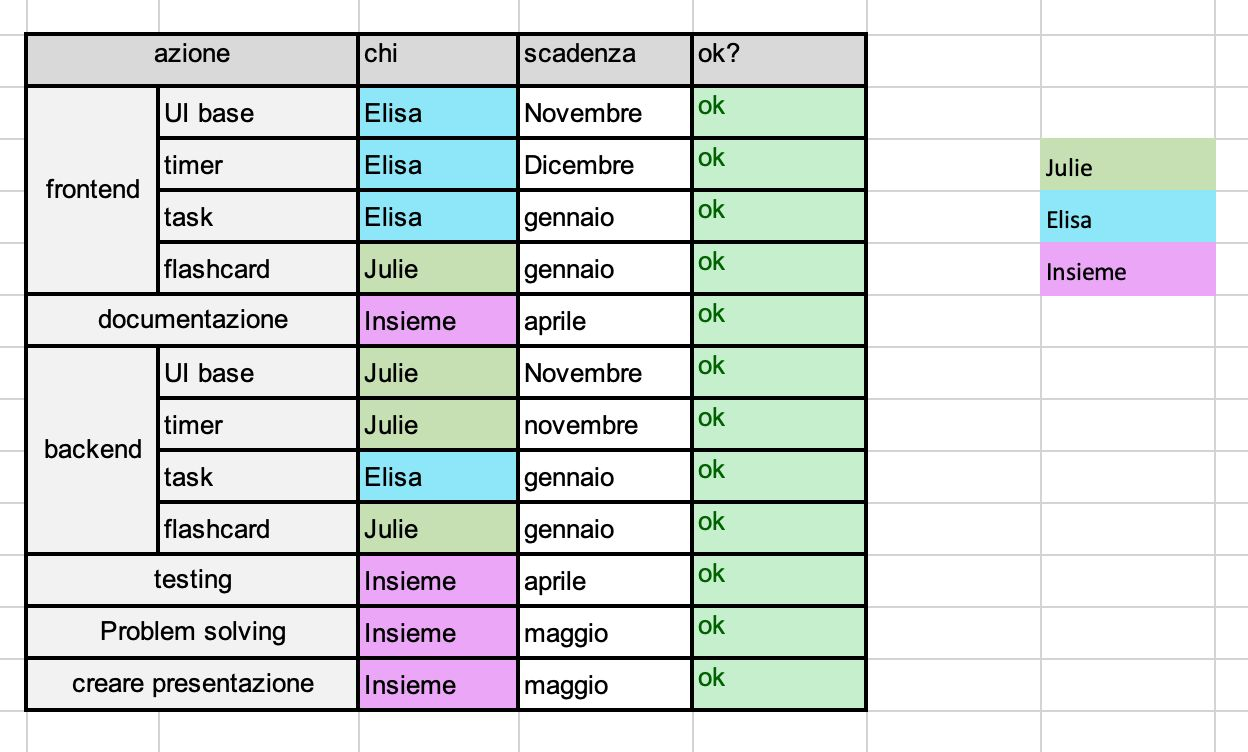 azione chi scadenza ok?
frontend
UI base Elisa Novembre ok
timer Elisa Dicembre ok
task Elisa gennaio ok
flashcard Julie gennaio ok
documentazione Insieme aprile ok
backend
UI base Julie Novembre ok
timer Julie novembre ok
task Elisa gennaio ok
flashcard Julie gennaio ok
testing Insieme aprile ok
Problem solving Insieme maggio ok
creare presentazione Insieme maggio ok
Julie
Elisa
Insieme